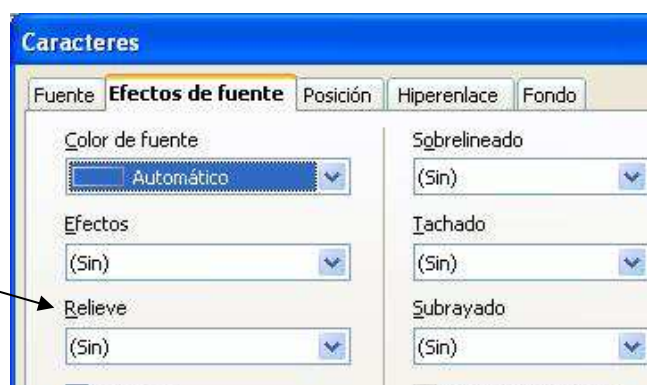 Caracteres
Fuente Efectos de fuente Posición Hiperenlace Fondo
Color de fuente Sobrelineado
Automático (Sin)
Efectos Tachado
(Sin) (Sin)
Relieve Subrayado
(Sin) (Sin)